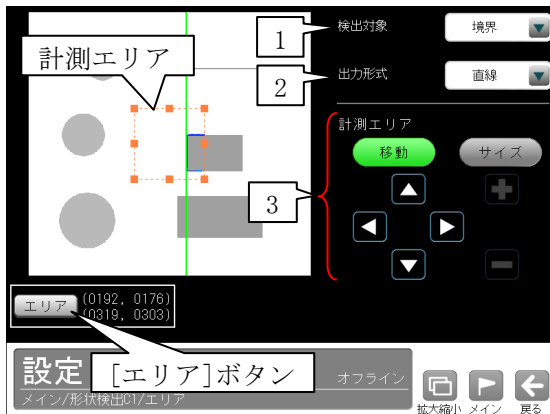 検出対象
境界
1
計測エリア
出力形式
直線
2
計測エリア
移動
サイズ
3
エリア
(0192, 0176)
(0319, 0303)
設定
[エリア]ボタン
オフライン
メイン/形状検出C1/エリア
拡大縮小
メイン
戻る